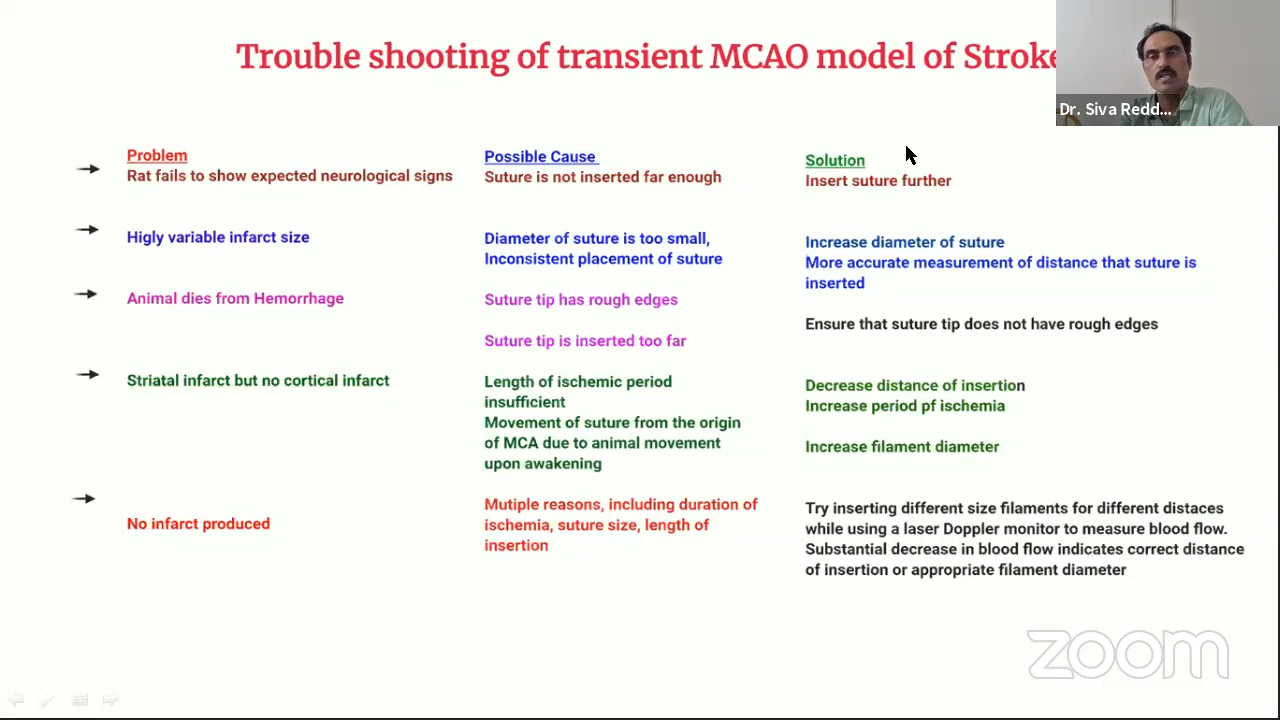 Trouble shooting of transient MCAO model of Stroke
Dr. Siva Redd...
Problem
Rat fails to show expected neurological signs
Possible Cause
Suture is not inserted far enough
Solution
Insert suture further
Higly variable infarct size
Diameter of suture is too small,
Inconsistent placement of suture
Increase diameter of suture
More accurate measurement of distance that suture is
inserted
Animal dies from Hemorrhage
Suture tip has rough edges
Suture tip is inserted too far
Ensure that suture tip does not have rough edges
Striatal infarct but no cortical infarct
Length of ischemic period
insufficient
Movement of suture from the origin
of MCA due to animal movement
upon awakening
Decrease distance of insertion
Increase period pf ischemia
Increase filament diameter
No infarct produced
Mutiple reasons, including duration of
ischemia, suture size, length of
insertion
Try inserting different size filaments for different distaces
while using a laser Doppler monitor to measure blood flow.
Substantial decrease in blood flow indicates correct distance
of insertion or appropriate filament diameter
zoom